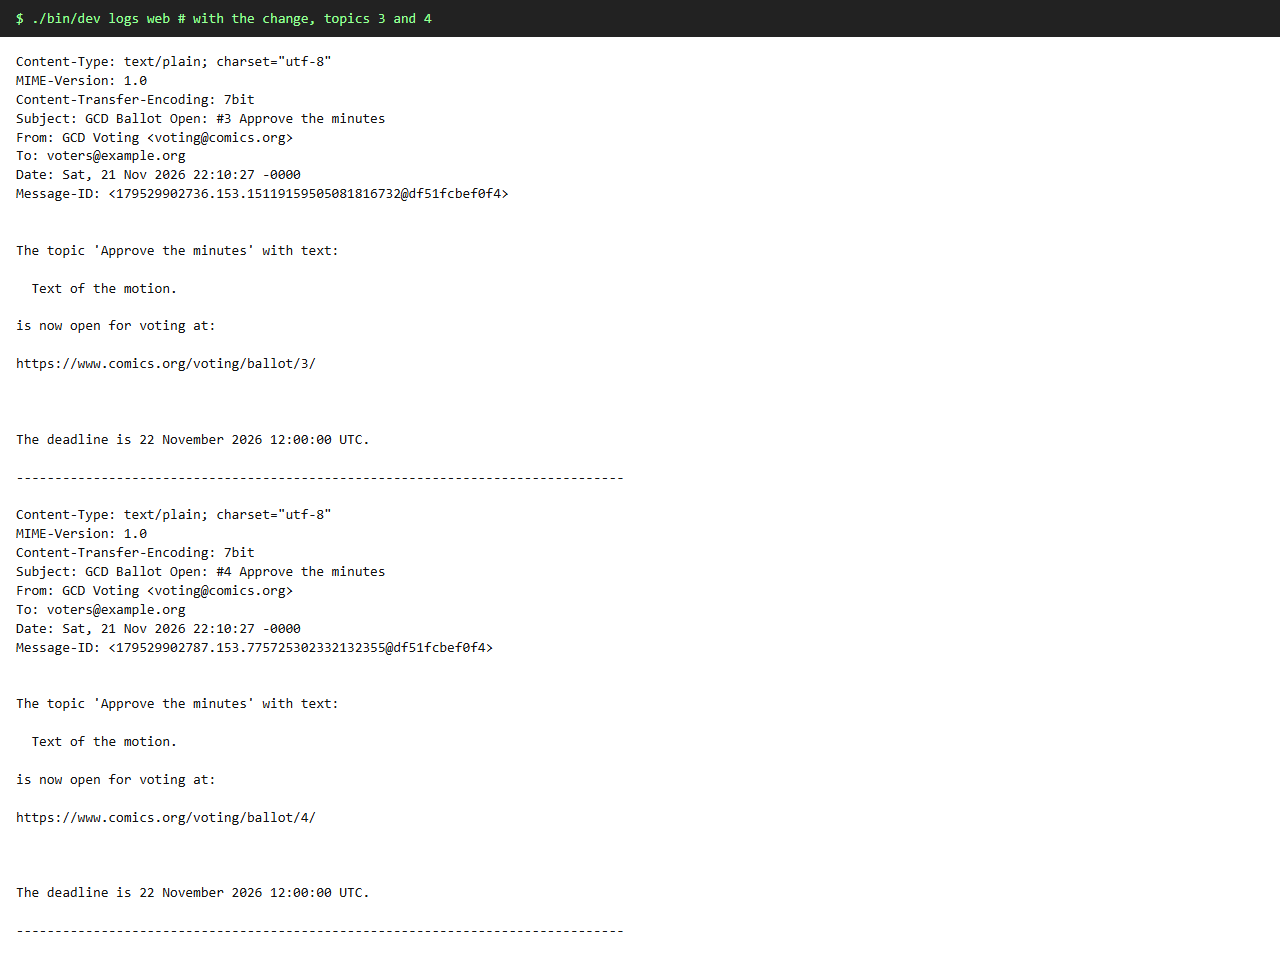 $ ./bin/dev logs web # with the change, topics 3 and 4
Content-Type: text/plain; charset="utf-8"
MIME-Version: 1.0
Content-Transfer-Encoding: 7bit
Subject: GCD Ballot Open: #3 Approve the minutes
From: GCD Voting <voting@comics.org>
To: voters@example.org
Date: Sat, 21 Nov 2026 22:10:27 -0000
Message-ID: <179529902736.153.15119159505081816732@df51fcbef0f4>
The topic 'Approve the minutes' with text:
Text of the motion.
is now open for voting at:
https://www.comics.org/voting/ballot/3/
The deadline is 22 November 2026 12:00:00 UTC.
-------------------------------------------------------------------------------
Content-Type: text/plain; charset="utf-8"
MIME-Version: 1.0
Content-Transfer-Encoding: 7bit
Subject: GCD Ballot Open: #4 Approve the minutes
From: GCD Voting <voting@comics.org>
To: voters@example.org
Date: Sat, 21 Nov 2026 22:10:27 -0000
Message-ID: <179529902787.153.775725302332132355@df51fcbef0f4>
The topic 'Approve the minutes' with text:
Text of the motion.
is now open for voting at:
https://www.comics.org/voting/ballot/4/
The deadline is 22 November 2026 12:00:00 UTC.
-------------------------------------------------------------------------------